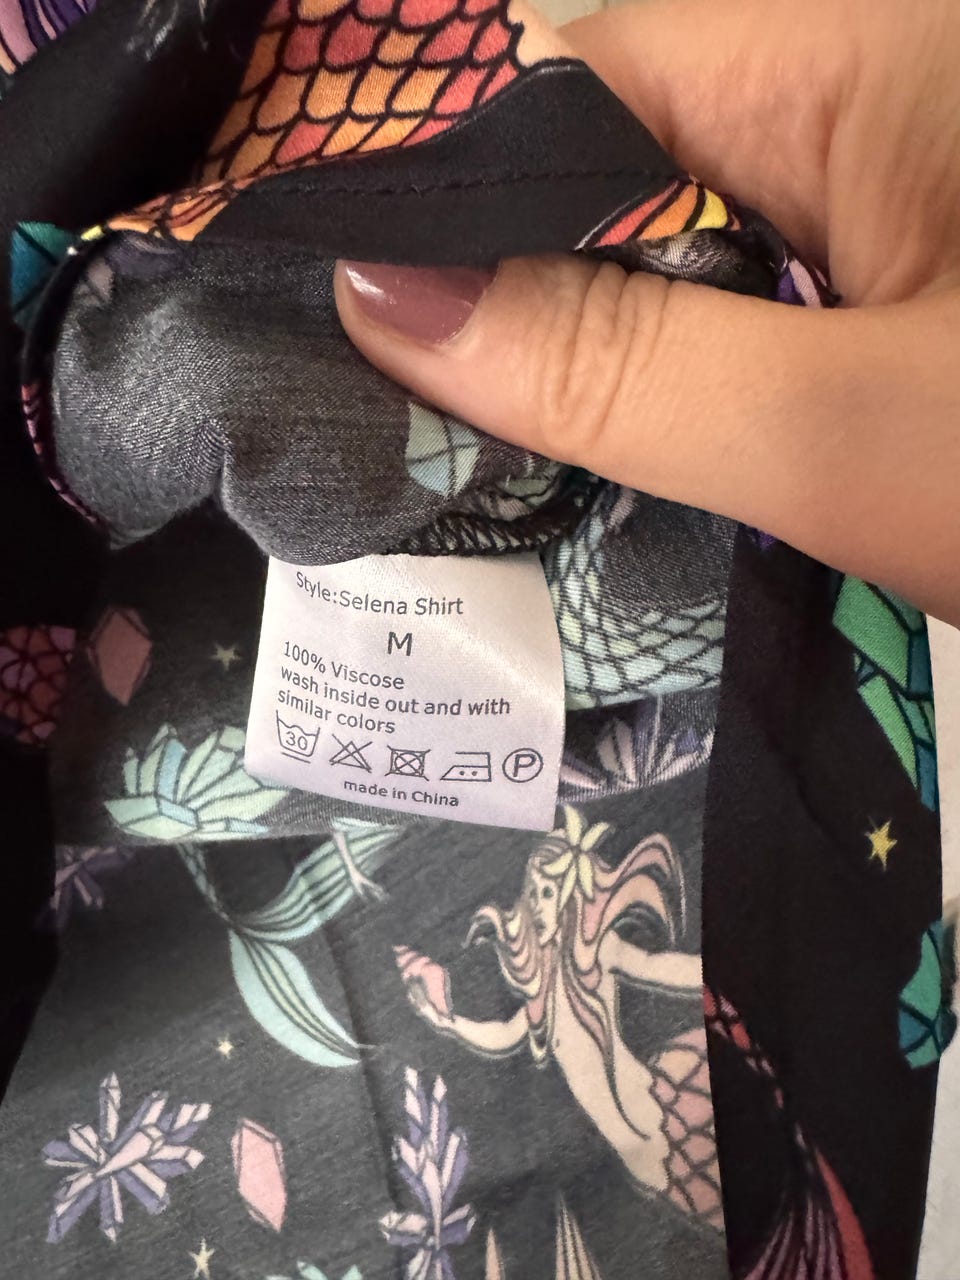 Style:Selena Shirt
M
100% Viscose
wash inside out and with
similar colors
30 P
made in China